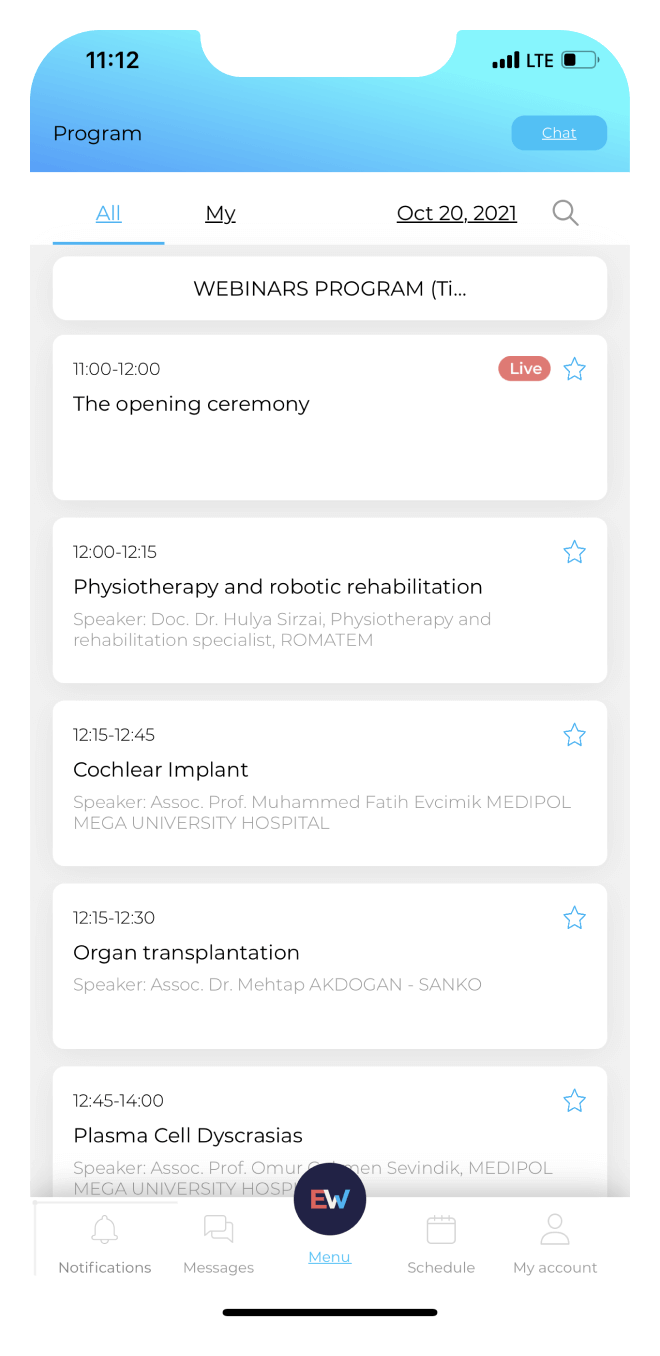 11:12
LTE
Program
Chat
All
My
Oct 20, 2021
WEBINARS PROGRAM (Ti...
11:00-12:00
Live
The opening ceremony
12:00-12:15
Physiotherapy and robotic rehabilitation
Speaker: Doc. Dr. Hulya Sirzai, Physiotherapy and
rehabilitation specialist, ROMATEM
12:15-12:45
Cochlear Implant
Speaker: Assoc. Prof. Muhammed Fatih Evcimik MEDIPOL
MEGA UNIVERSITY HOSPITAL
12:15-12:30
Organ transplantation
Speaker: Assoc. Dr. Mehtap AKDOGAN - SANKO
12:45-14:00
Plasma Cell Dyscrasias
Speaker: Assoc. Prof. Omur Sevindik, MEDIPOL
MEGA UNIVERSITY
EW
Notifications
Messages
Menu
Schedule
My account